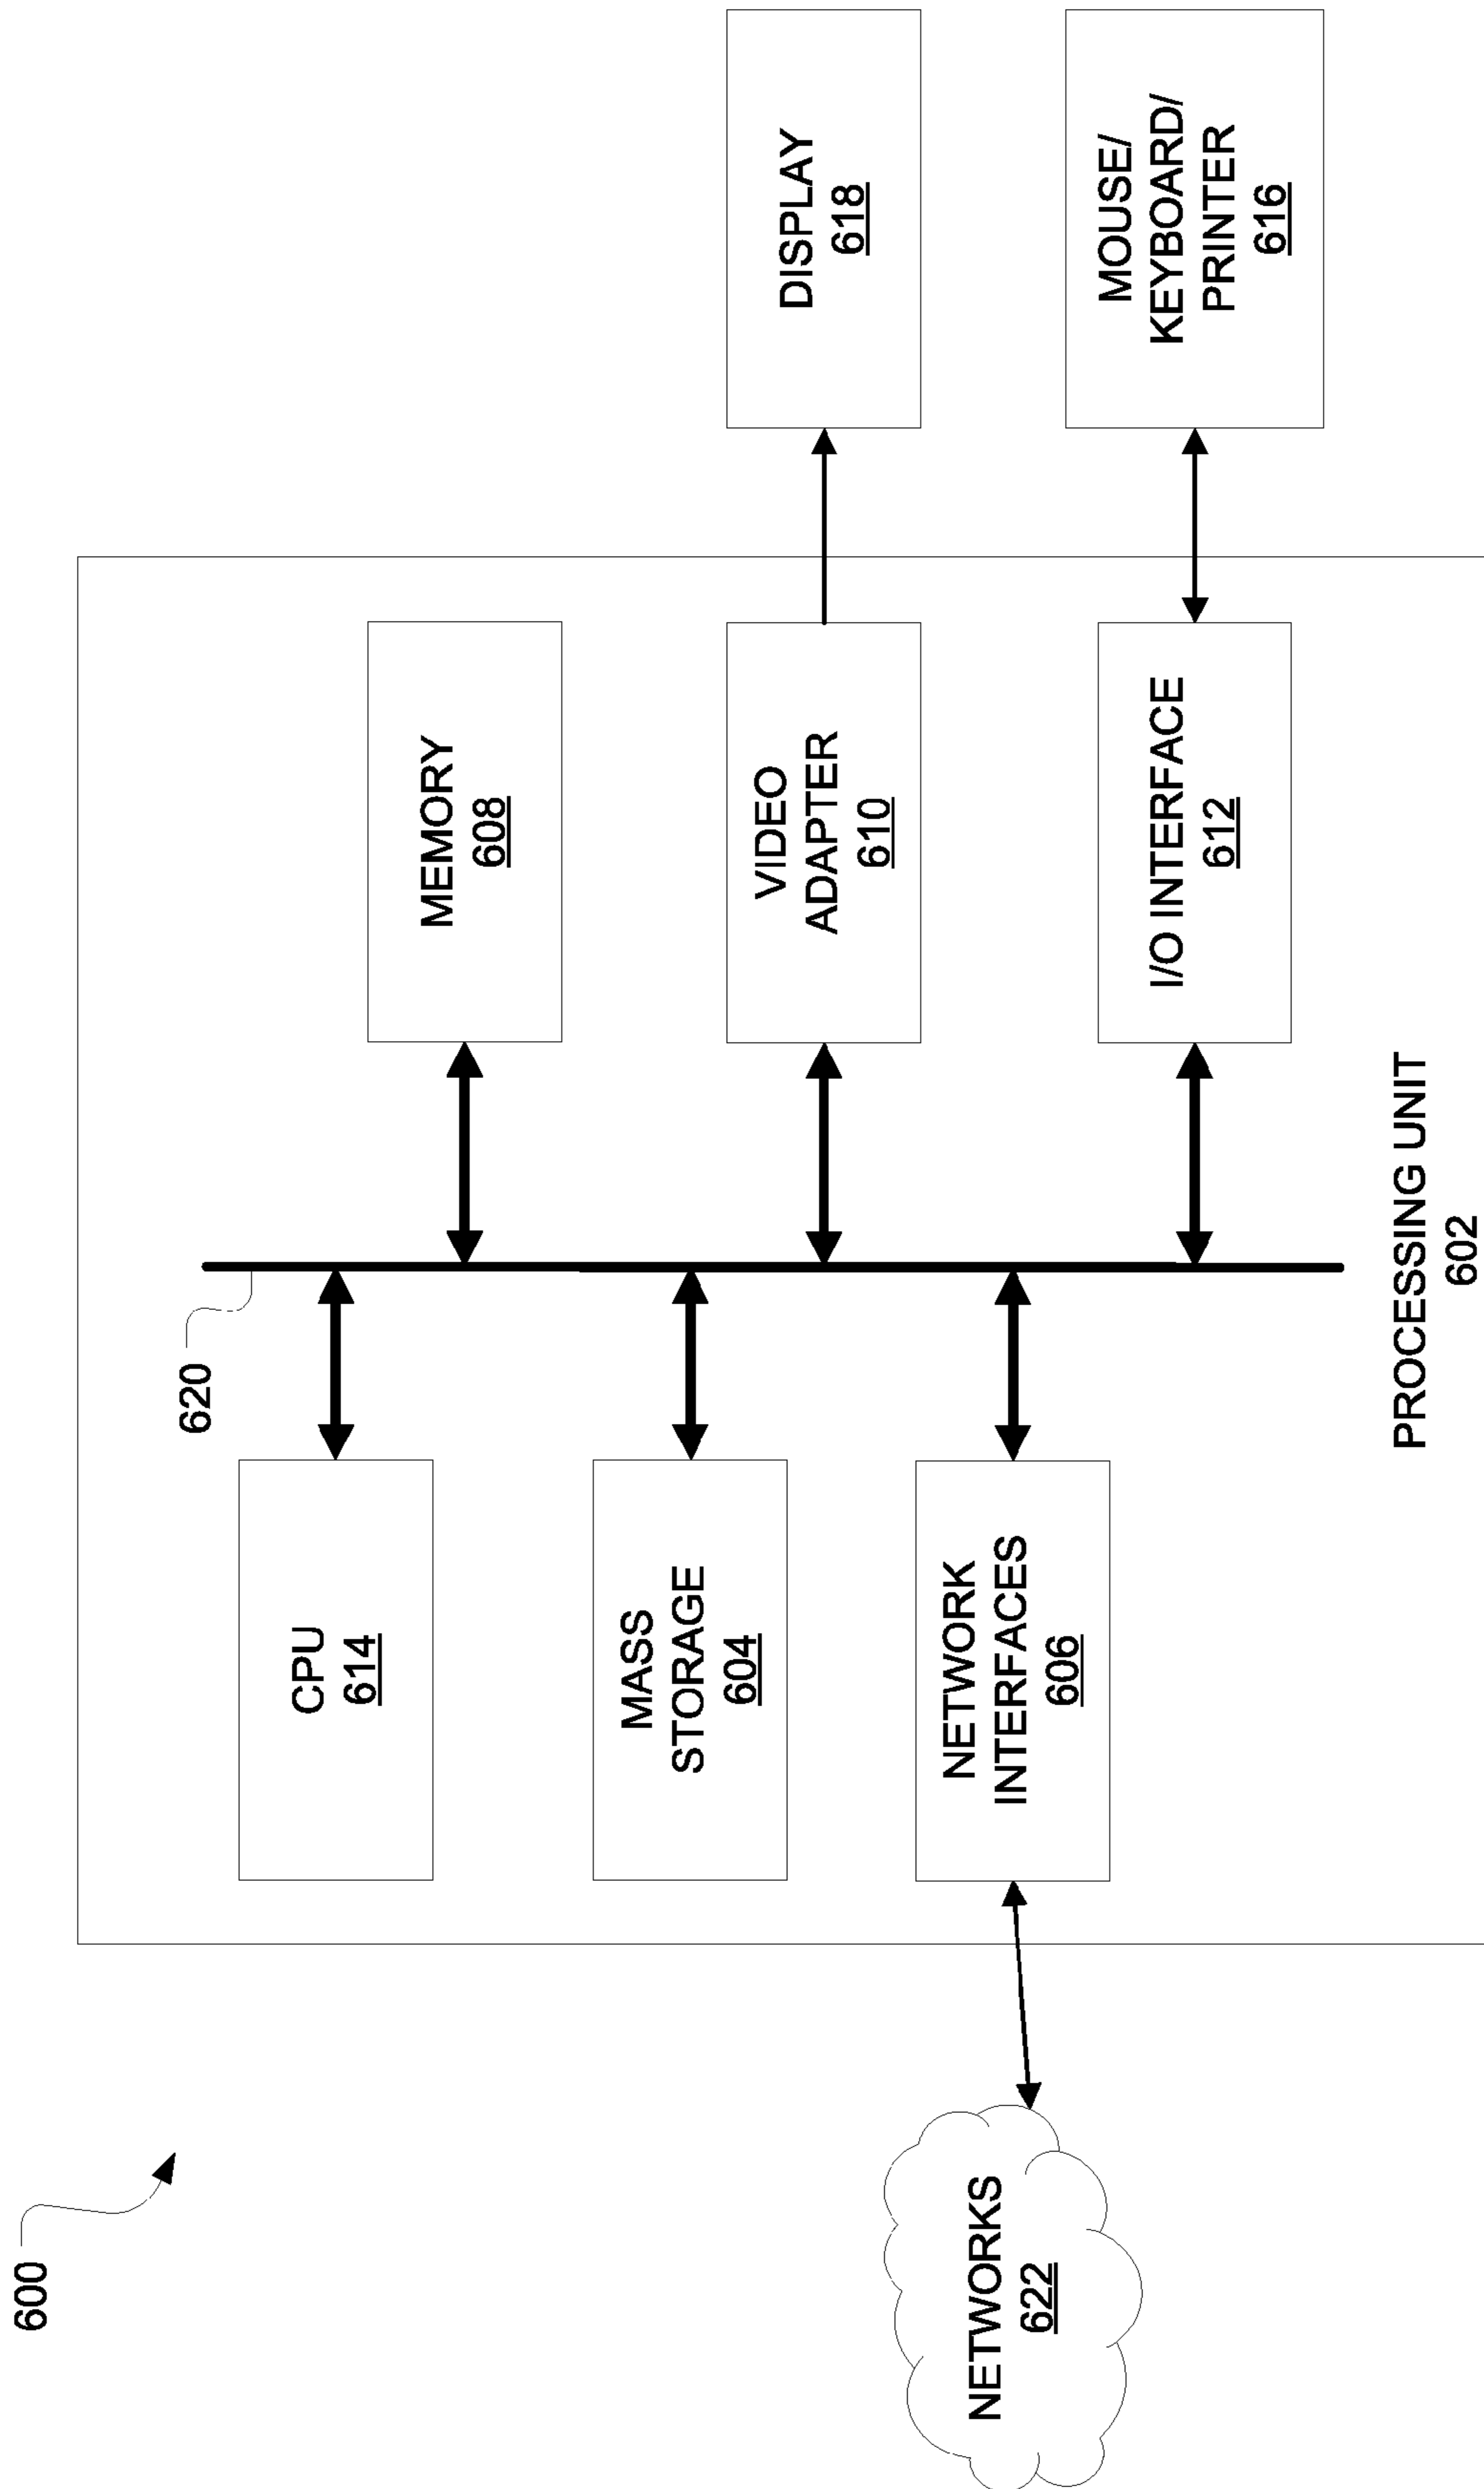 600
620
CPU
614
MEMORY
608
MASS
STORAGE
604
VIDEO
ADAPTER
610
DISPLAY
618
NETWORKS
622
NETWORK
INTERFACES
606
I/O INTERFACE
612
MOUSE/
KEYBOARD/
PRINTER
616
PROCESSING UNIT
602